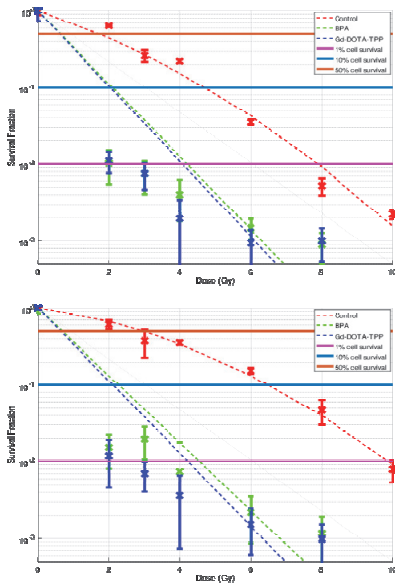 10⁰
Control
BPA
Gd-DOTA-TPP
1% cell survival
10% cell survival
50% cell survival
10⁻¹
Survival Fraction
10⁻²
10⁻³
0 2 4 6 8 10
Dose (Gy)
10⁰
Control
BPA
Gd-DOTA-TPP
1% cell survival
10% cell survival
50% cell survival
10⁻¹
Survival Fraction
10⁻²
10⁻³
0 2 4 6 8 10
Dose (Gy)